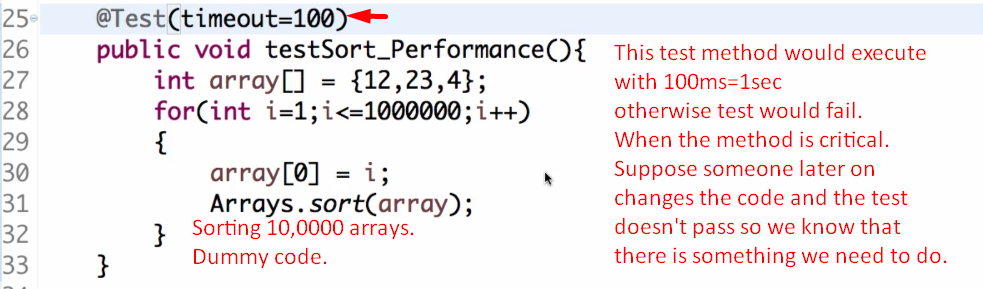 25 @Test(timeout=100)
26 public void testSort_Performance(){
27 int array[] = {12,23,4};
28 for(int i=1;i<=1000000;i++)
29 {
30 array[0] = i;
31 Arrays.sort(array);
32 }
33 }
This test method would execute
with 100ms=1sec
otherwise test would fail.
When the method is critical.
Suppose someone later on
changes the code and the test
doesn't pass so we know that
there is something we need to do.
Sorting 10,0000 arrays.
Dummy code.